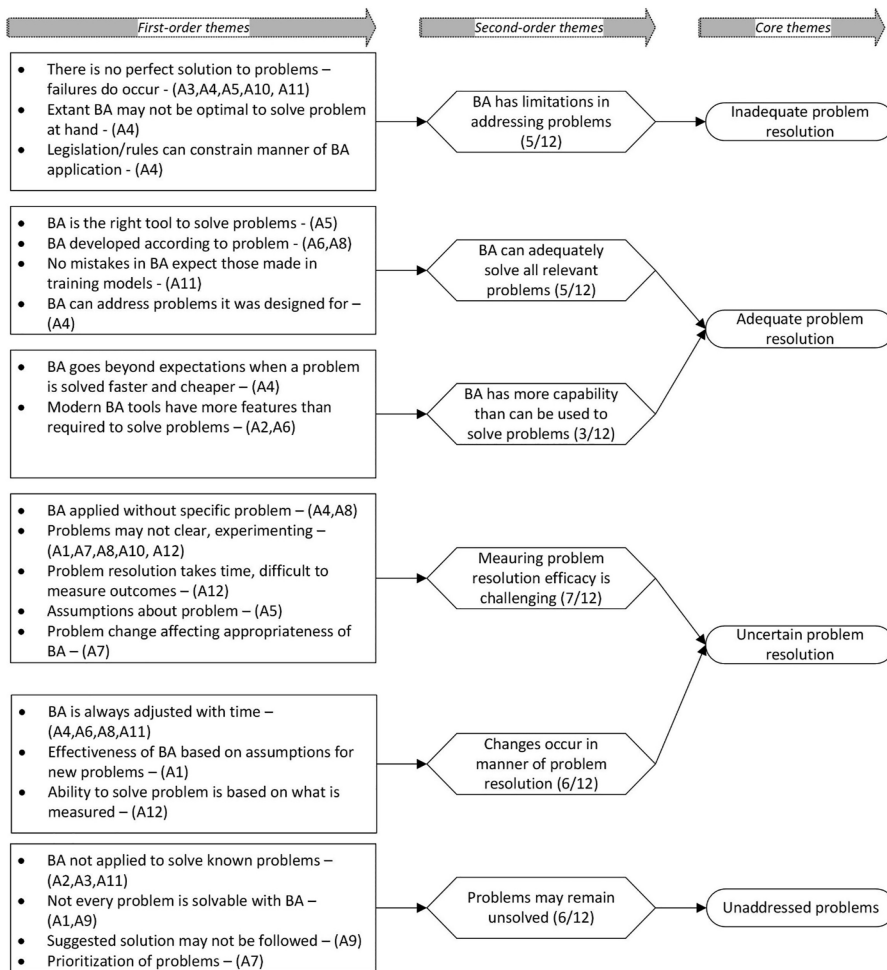 First-order themes
Second-order themes
Core themes
• There is no perfect solution to problems –
failures do occur - (A3,A4,A5,A10, A11)
• Extant BA may not be optimal to solve problem
at hand - (A4)
• Legislation/rules can constrain manner of BA
application - (A4)
BA has limitations in
addressing problems
(5/12)
Inadequate problem
resolution
• BA is the right tool to solve problems - (A5)
• BA developed according to problem - (A6,A8)
• No mistakes in BA expect those made in
training models - (A11)
• BA can address problems it was designed for –
(A4)
BA can adequately
solve all relevant
problems (5/12)
Adequate problem
resolution
• BA goes beyond expectations when a problem
is solved faster and cheaper – (A4)
• Modern BA tools have more features than
required to solve problems – (A2,A6)
BA has more capability
than can be used to
solve problems (3/12)
• BA applied without specific problem – (A4,A8)
• Problems may not clear, experimenting –
(A1,A7,A8,A10, A12)
• Problem resolution takes time, difficult to
measure outcomes – (A12)
• Assumptions about problem – (A5)
• Problem change affecting appropriateness of
BA – (A7)
Meauring problem
resolution efficacy is
challenging (7/12)
Uncertain problem
resolution
• BA is always adjusted with time –
(A4,A6,A8,A11)
• Effectiveness of BA based on assumptions for
new problems – (A1)
• Ability to solve problem is based on what is
measured – (A12)
Changes occur in
manner of problem
resolution (6/12)
• BA not applied to solve known problems –
(A2,A3,A11)
• Not every problem is solvable with BA –
(A1,A9)
• Suggested solution may not be followed – (A9)
• Prioritization of problems – (A7)
Problems may remain
unsolved (6/12)
Unaddressed problems